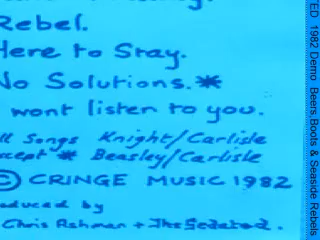 Rebel.
Here to Stay.
No Solutions.*
wont listen to you.
All Songs Knight/Carlisle
except * Beasley/Carlisle
© CRINGE MUSIC 1982
Produced by
Chris Ashman + The Sedated.
TED 1982 Demo Beers,Boots & Seaside Rebels